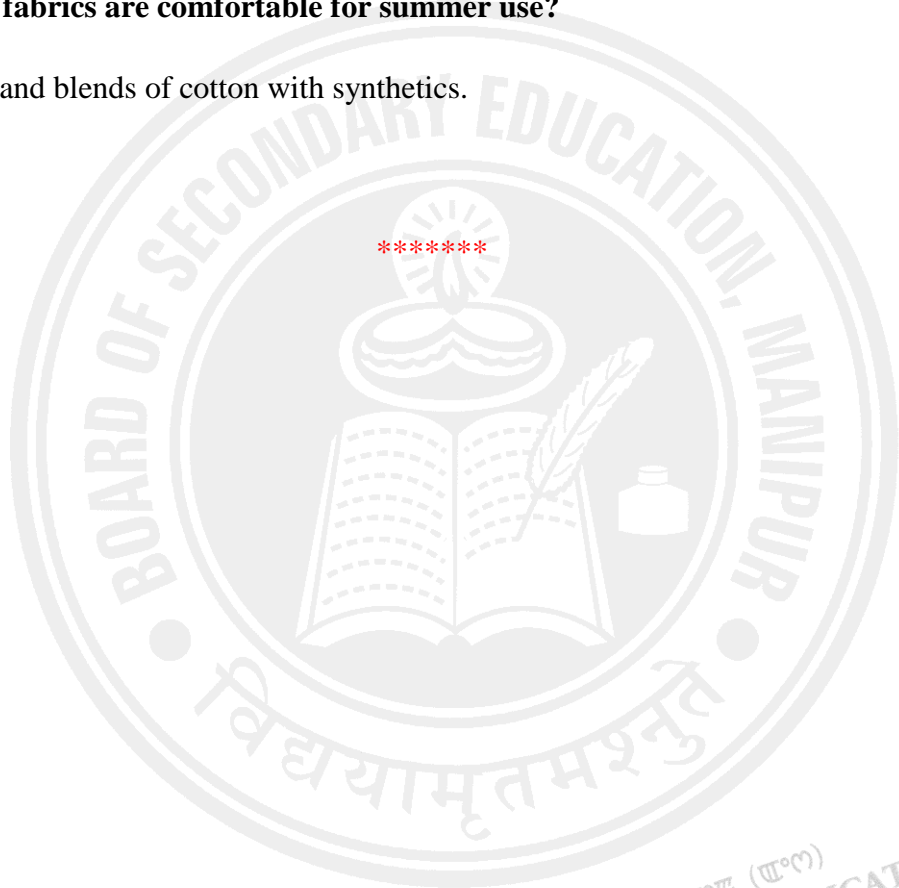 fabrics are comfortable for summer use?
and blends of cotton with synthetics.
*******
BOARD OF SECONDARY EDUCATION, MANIPUR
विद्ययामृतमश्नुते